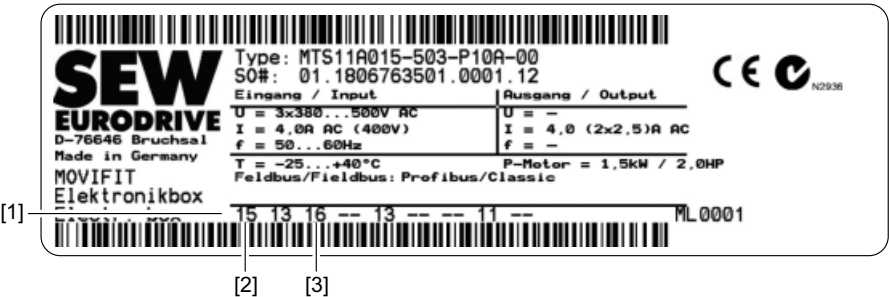 SEW
EURODRIVE
D-76646 Bruchsal
Made in Germany
MOVIFIT
Elektronikbox
Type: MTS11A015-503-P10A-00
SO#: 01.1806763501.0001.12
Eingang / Input
U = 3x380...500V AC
I = 4,0A AC (400V)
f = 50...60Hz
Ausgang / Output
U = -
I = 4,0 (2x2,5)A AC
f = -
T = -25...+40°C
P-Motor = 1,5kW / 2,0HP
Feldbus/Fieldbus: Profibus/Classic
15 13 16 -- 13 -- -- 11 --
ML0001
CE
N2936
[1]
[2]
[3]